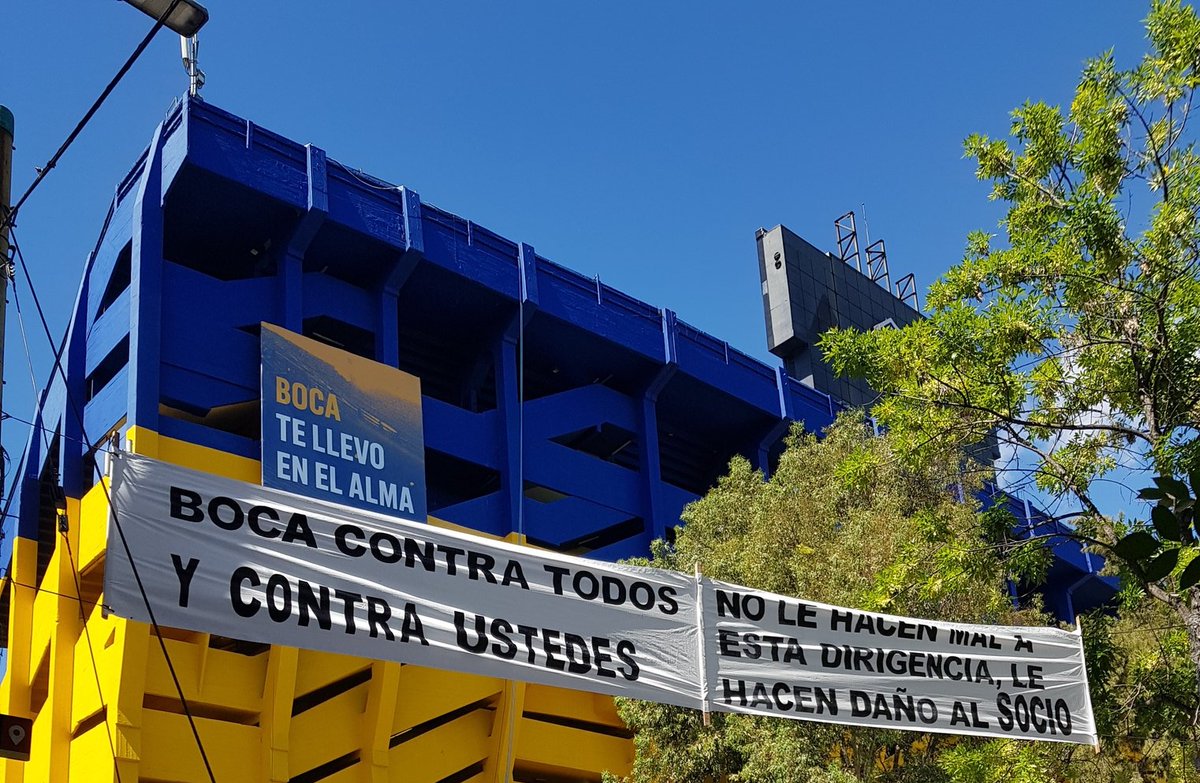 BOCA
TE LLEVO
EN EL ALMA
BOCA CONTRA TODOS
Y CONTRA USTEDES
NO LE HACEN MAL A
ESTA DIRIGENCIA, LE
HACEN DAÑO AL SOCIO